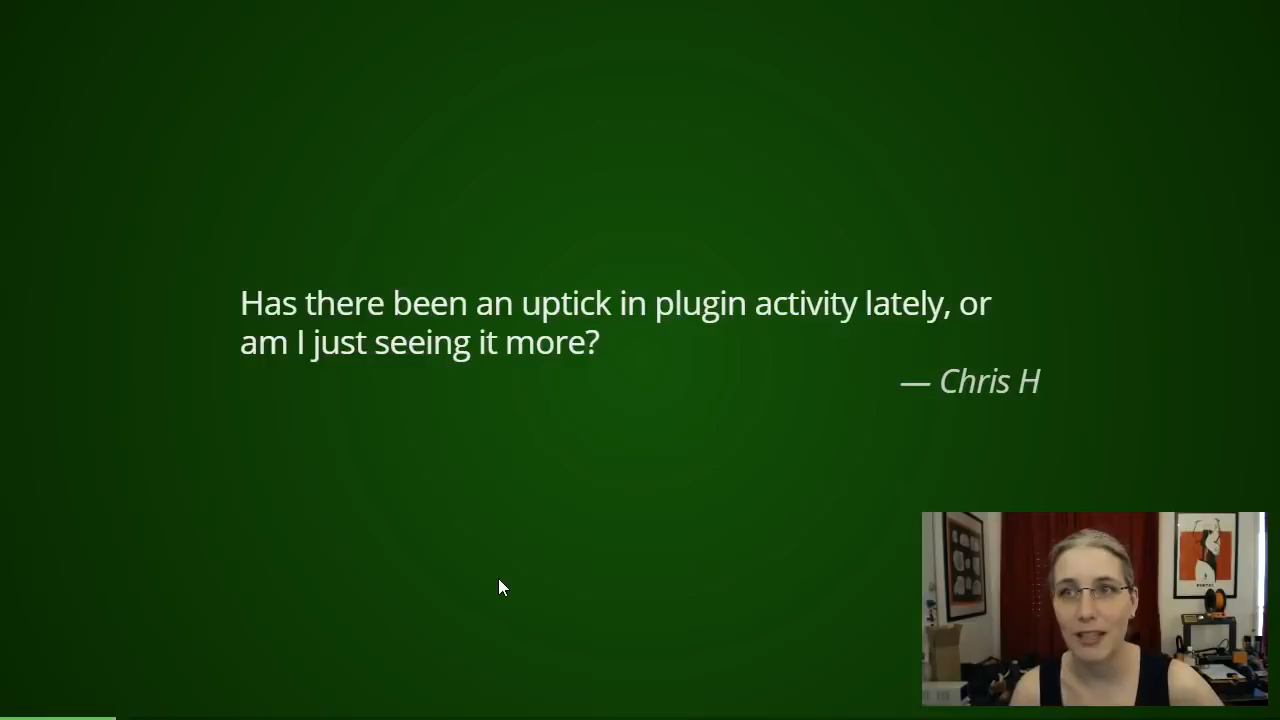 Has there been an uptick in plugin activity lately, or
am I just seeing it more?
— Chris H